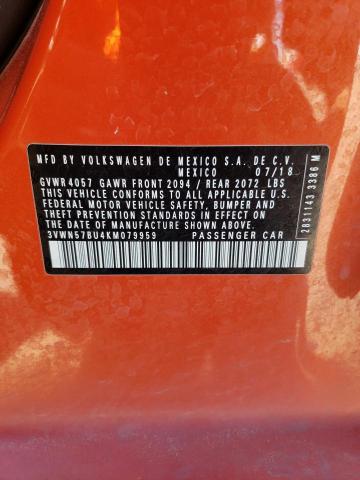 MFD BY VOLKSWAGEN DE MEXICO S.A. DE C.V.
MEXICO 07/18
GVWR 4057 GAWR FRONT 2094 / REAR 2072 LBS
THIS VEHICLE CONFORMS TO ALL APPLICABLE U.S.
FEDERAL MOTOR VEHICLE SAFETY, BUMPER AND
THEFT PREVENTION STANDARDS IN EFFECT
ON THE DATE OF MANUFACTURE SHOWN ABOVE.
3VWN57BU4KM079959 PASSENGER CAR
2831143 3386 M